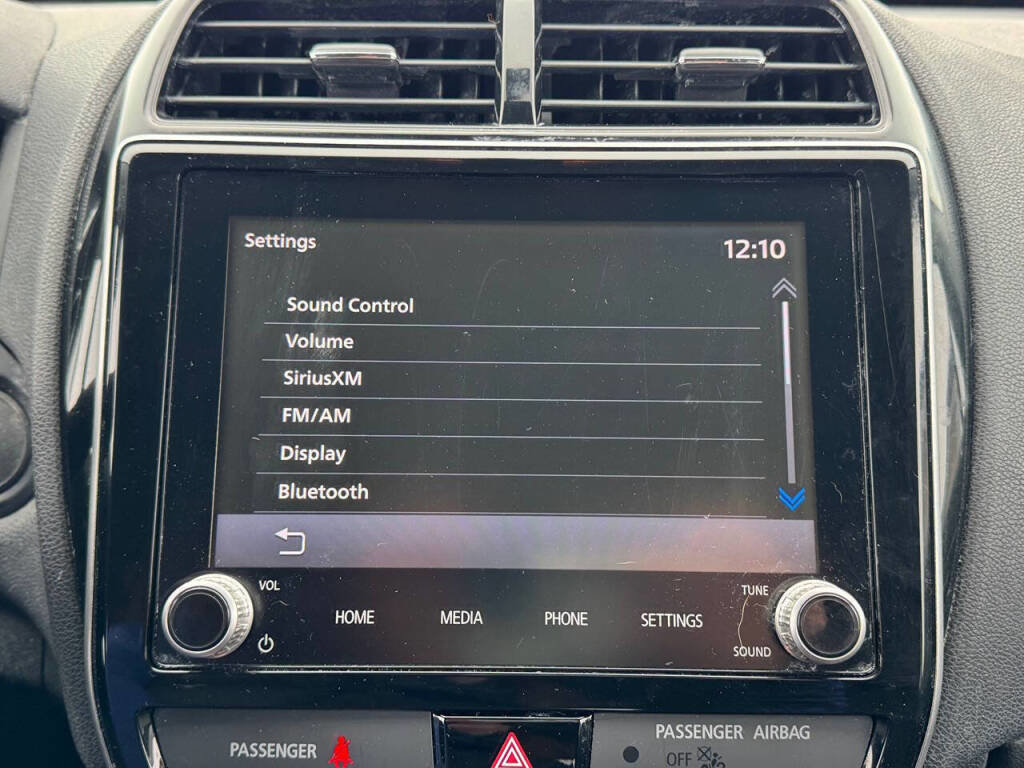 Settings 12:10
Sound Control
Volume
SiriusXM
FM/AM
Display
Bluetooth
VOL TUNE
HOME MEDIA PHONE SETTINGS
SOUND
PASSENGER PASSENGER AIRBAG
OFF